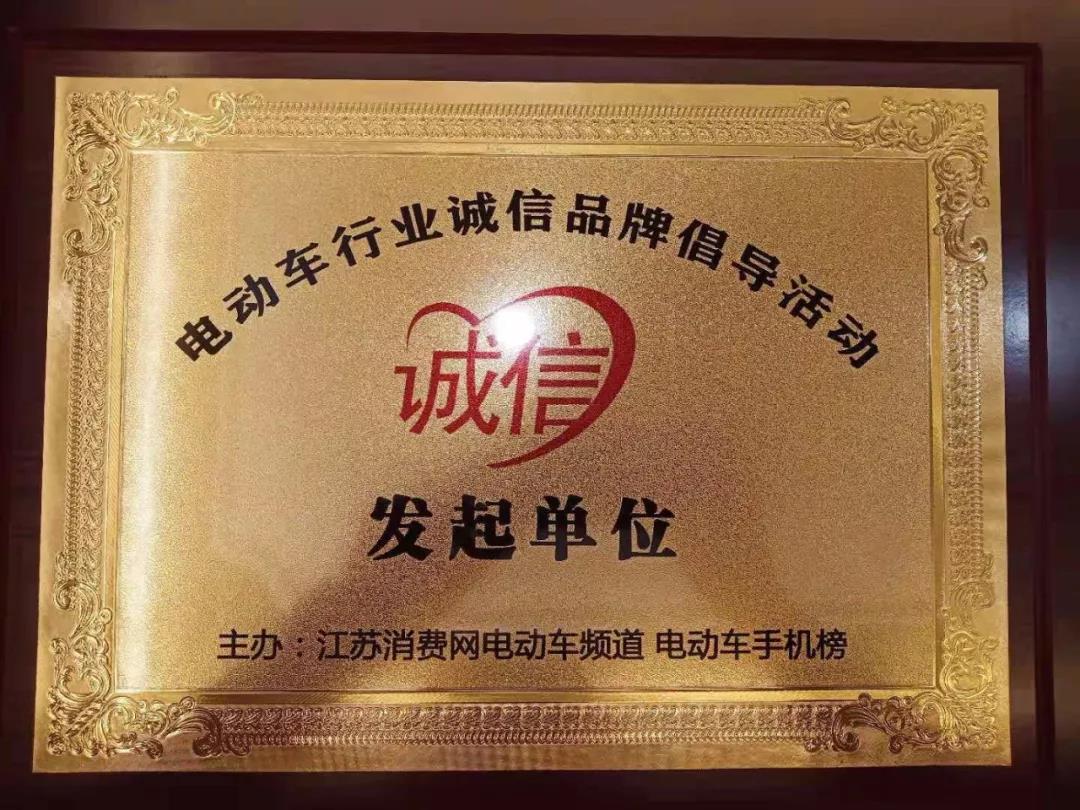 电动车行业诚信品牌倡导活动
诚信
发起单位
主办：江苏消费网电动车频道 电动车手机榜